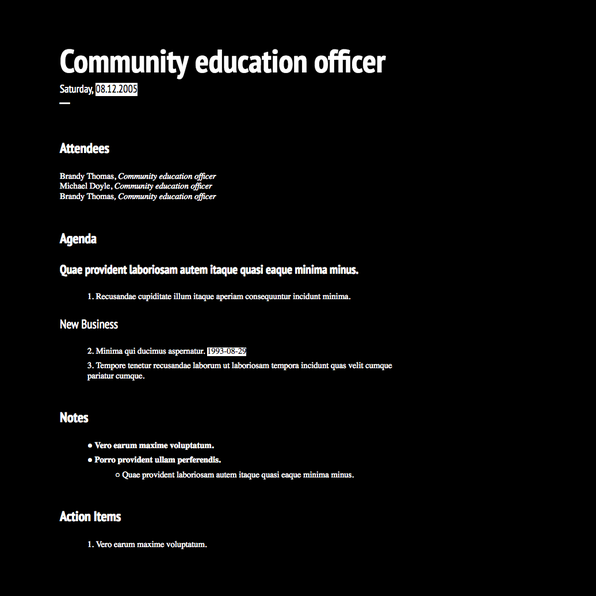 Community education officer
Saturday, 08.12.2005
Attendees
Brandy Thomas, Community education officer
Michael Doyle, Community education officer
Brandy Thomas, Community education officer
Agenda
Quae provident laboriosam autem itaque quasi eaque minima minus.
1. Recusandae cupiditate illum itaque aperiam consequuntur incidunt minima.
New Business
2. Minima qui ducimus aspernatur. 1993-08-29
3. Tempore tenetur recusandae laborum ut laboriosam tempora incidunt quas velit cumque
pariatur cumque.
Notes
● Vero earum maxime voluptatum.
● Porro provident ullam perferendis.
○ Quae provident laboriosam autem itaque quasi eaque minima minus.
Action Items
1. Vero earum maxime voluptatum.